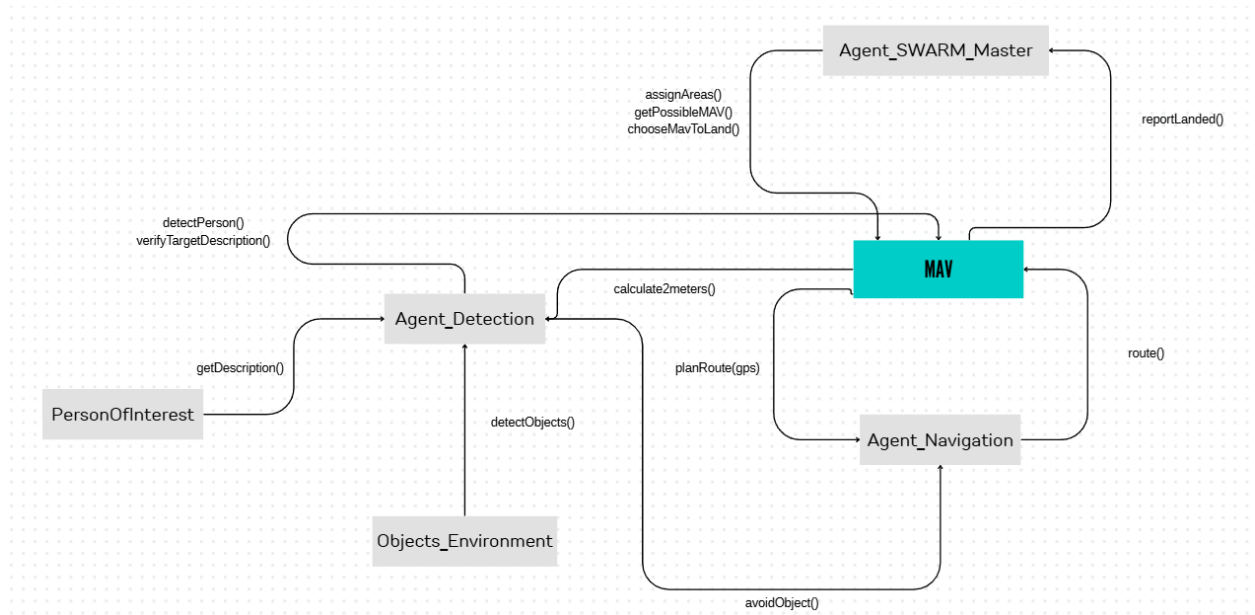 Agent_SWARM_Master
assignAreas()
getPossibleMAV()
chooseMavToLand()
reportLanded()
detectPerson()
verifyTargetDescription()
MAV
calculate2meters()
Agent_Detection
planRoute(gps)
route()
getDescription()
PersonOfInterest
detectObjects()
Agent_Navigation
Objects_Environment
avoidObject()